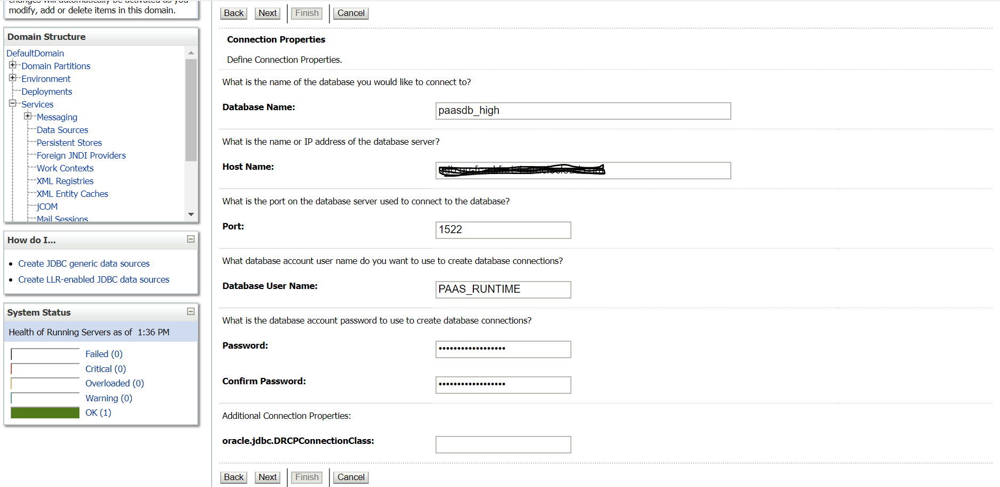 changes will automatically be activated as you
modify, add or delete items in this domain.
Domain Structure
DefaultDomain
Domain Partitions
Environment
Deployments
Services
Messaging
Data Sources
Persistent Stores
Foreign JNDI Providers
Work Contexts
XML Registries
XML Entity Caches
jCOM
Mail Sessions
How do I...
Create JDBC generic data sources
Create LLR-enabled JDBC data sources
System Status
Health of Running Servers as of 1:36 PM
Failed (0)
Critical (0)
Overloaded (0)
Warning (0)
OK (1)
Back Next Finish Cancel
Connection Properties
Define Connection Properties.
What is the name of the database you would like to connect to?
Database Name: paasdb_high
What is the name or IP address of the database server?
Host Name:
What is the port on the database server used to connect to the database?
Port: 1522
What database account user name do you want to use to create database connections?
Database User Name: PAAS_RUNTIME
What is the database account password to use to create database connections?
Password: ••••••••••••••••••
Confirm Password: ••••••••••••••••••
Additional Connection Properties:
oracle.jdbc.DRCPConnectionClass:
Back Next Finish Cancel